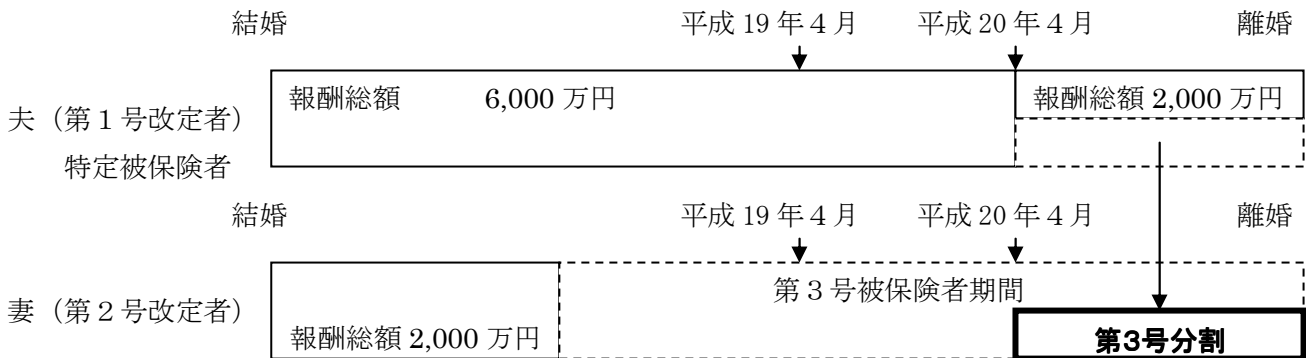 結婚 平成 19 年 4 月 平成 20 年 4 月 離婚
報酬総額 6,000 万円 報酬総額 2,000 万円
夫（第１号改定者）
特定被保険者
結婚 平成 19 年 4 月 平成 20 年 4 月 離婚
第３号被保険者期間
妻（第２号改定者）
報酬総額 2,000 万円 第3号分割